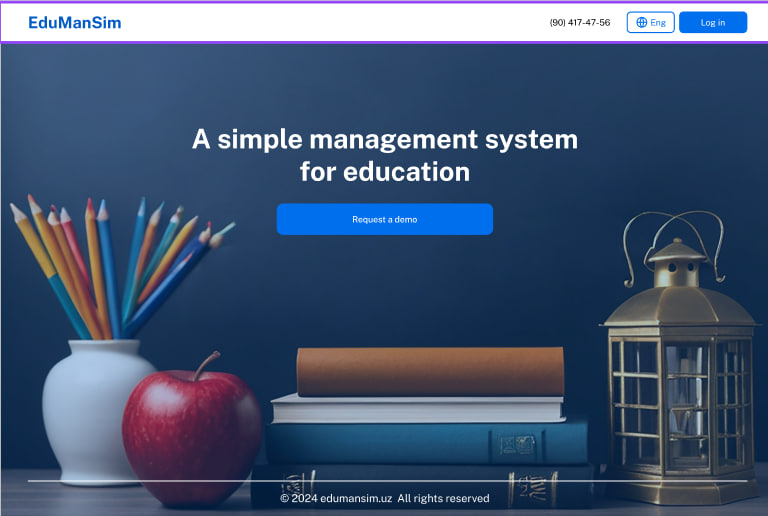 EduManSim
(90) 417-47-56
Eng
Log in
A simple management system
for education
Request a demo
© 2024 edumansim.uz All rights reserved